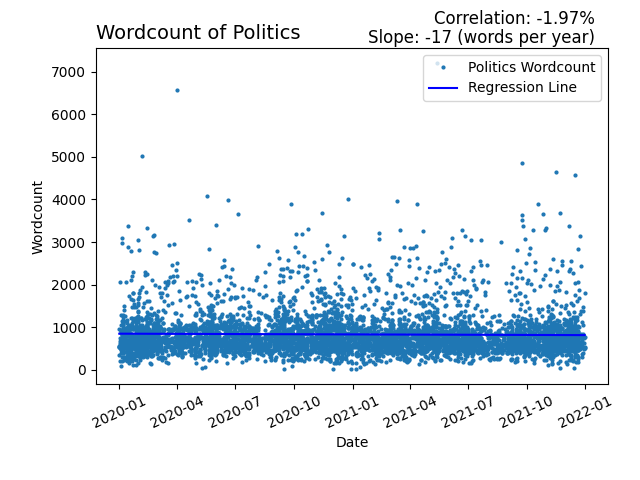 Correlation: -1.97%
Wordcount of Politics
Slope: -17 (words per year)
Politics Wordcount
Regression Line
7000
6000
5000
4000
3000
2000
1000
0
Wordcount
2020-01
2020-04
2020-07
2020-10
2021-01
2021-04
2021-07
2021-10
2022-01
Date